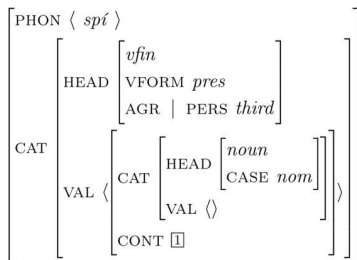 PHON ⟨ spí ⟩
vfin
HEAD VFORM pres
AGR | PERS third
CAT
noun
CAT HEAD CASE nom
VAL ⟨ VAL ⟨⟩ ⟩
CONT 1